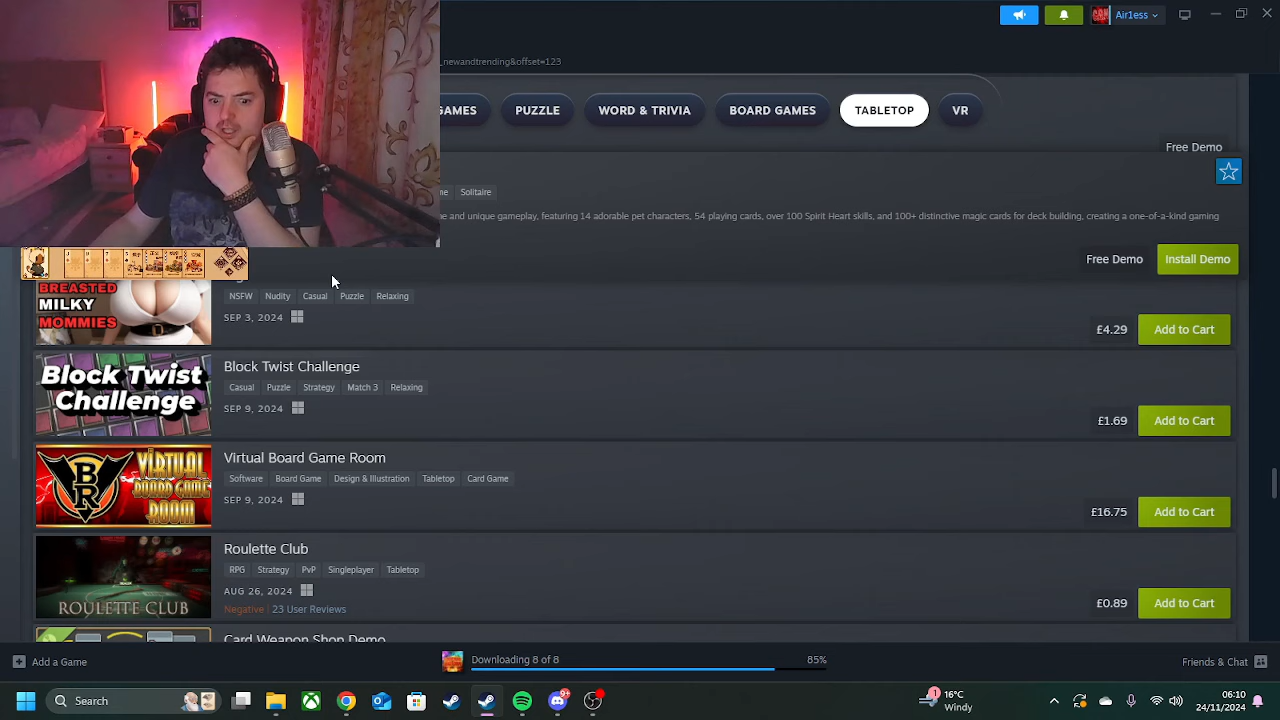 Air1ess
_newandtrending&offset=123
GAMES
PUZZLE
WORD & TRIVIA
BOARD GAMES
TABLETOP
VR
Free Demo
Solitaire
e and unique gameplay, featuring 14 adorable pet characters, 54 playing cards, over 100 Spirit Heart skills, and 100+ distinctive magic cards for deck building, creating a one-of-a-kind gaming
Free Demo
Install Demo
BREASTED
MILKY
MOMMIES
NSFW Nudity Casual Puzzle Relaxing
SEP 3, 2024
£4.29
Add to Cart
Block Twist
Challenge
Block Twist Challenge
Casual Puzzle Strategy Match 3 Relaxing
SEP 9, 2024
£1.69
Add to Cart
BR
VIRTUAL
BOARD GAME
ROOM
Virtual Board Game Room
Software Board Game Design & Illustration Tabletop Card Game
SEP 9, 2024
£16.75
Add to Cart
ROULETTE CLUB
Roulette Club
RPG Strategy PvP Singleplayer Tabletop
AUG 26, 2024
Negative | 23 User Reviews
£0.89
Add to Cart
Card Weapon Shop Demo
Add a Game
Downloading 8 of 8
85%
Friends & Chat
Search
9+
1
16°C
Windy
16:10
24/11/2024